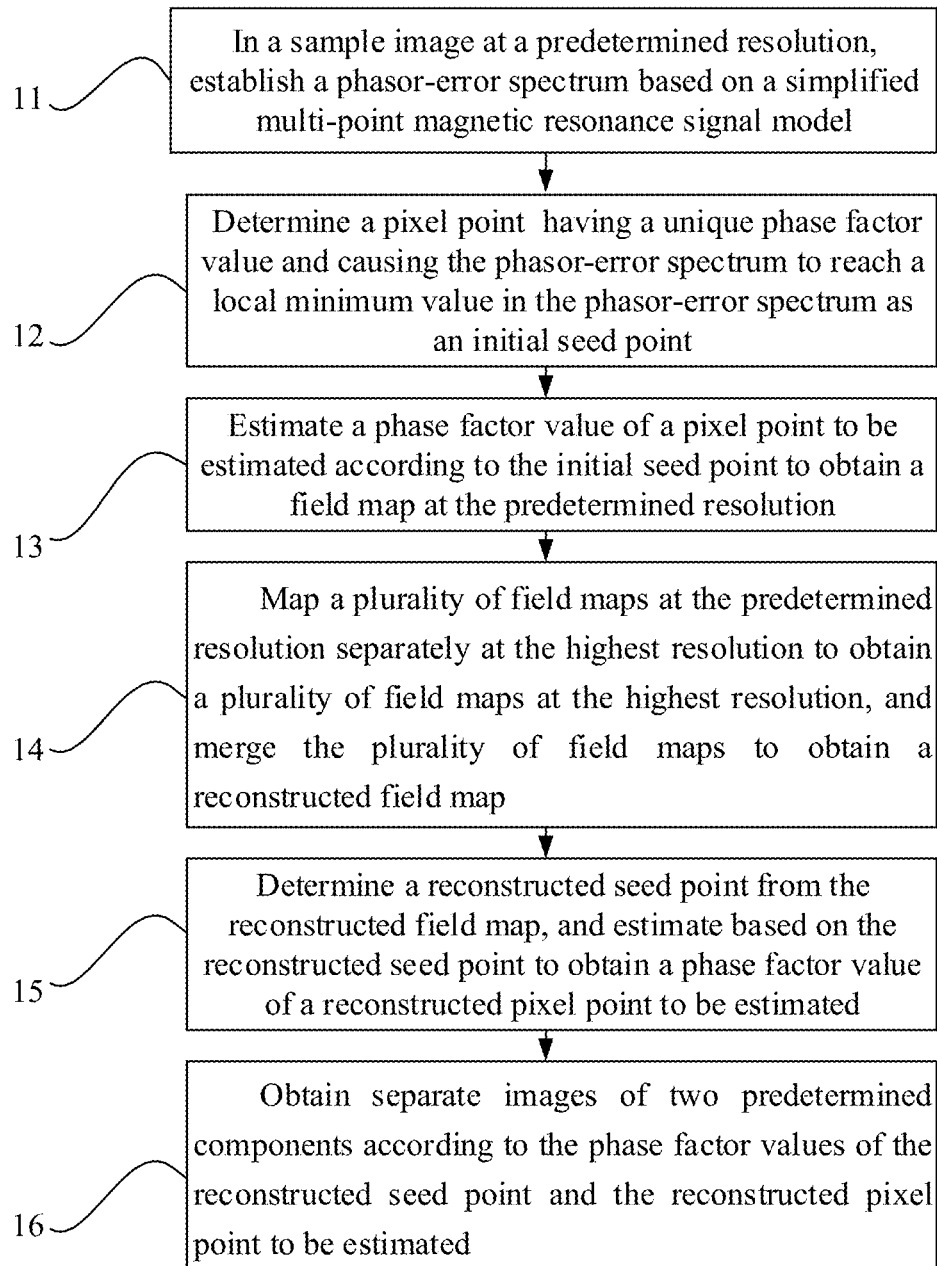 11
In a sample image at a predetermined resolution,
establish a phasor-error spectrum based on a simplified
multi-point magnetic resonance signal model
12
Determine a pixel point having a unique phase factor
value and causing the phasor-error spectrum to reach a
local minimum value in the phasor-error spectrum as
an initial seed point
13
Estimate a phase factor value of a pixel point to be
estimated according to the initial seed point to obtain a
field map at the predetermined resolution
14
Map a plurality of field maps at the predetermined
resolution separately at the highest resolution to obtain
a plurality of field maps at the highest resolution, and
merge the plurality of field maps to obtain a
reconstructed field map
15
Determine a reconstructed seed point from the
reconstructed field map, and estimate based on the
reconstructed seed point to obtain a phase factor value
of a reconstructed pixel point to be estimated
16
Obtain separate images of two predetermined
components according to the phase factor values of the
reconstructed seed point and the reconstructed pixel
point to be estimated